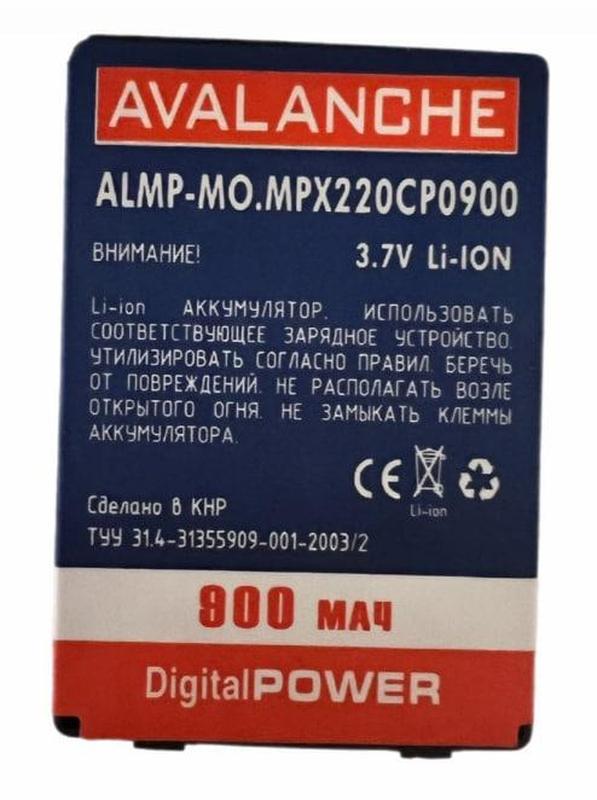 AVALANCHE
ALMP-MO.MPX220CP0900
ВНИМАНИЕ! 3.7V Li-ION
Li-ion АККУМУЛЯТОР. ИСПОЛЬЗОВАТЬ
СООТВЕТСТВУЮЩЕЕ ЗАРЯДНОЕ УСТРОЙСТВО.
УТИЛИЗИРОВАТЬ СОГЛАСНО ПРАВИЛ. БЕРЕЧЬ
ОТ ПОВРЕЖДЕНИЙ. НЕ РАСПОЛАГАТЬ ВОЗЛЕ
ОТКРЫТОГО ОГНЯ. НЕ ЗАМЫКАТЬ КЛЕММЫ
АККУМУЛЯТОРА.
CE
Li-ion
Сделано в КНР
ТУУ 31.4-31355909-001-2003/2
900 МАЧ
DigitalPOWER